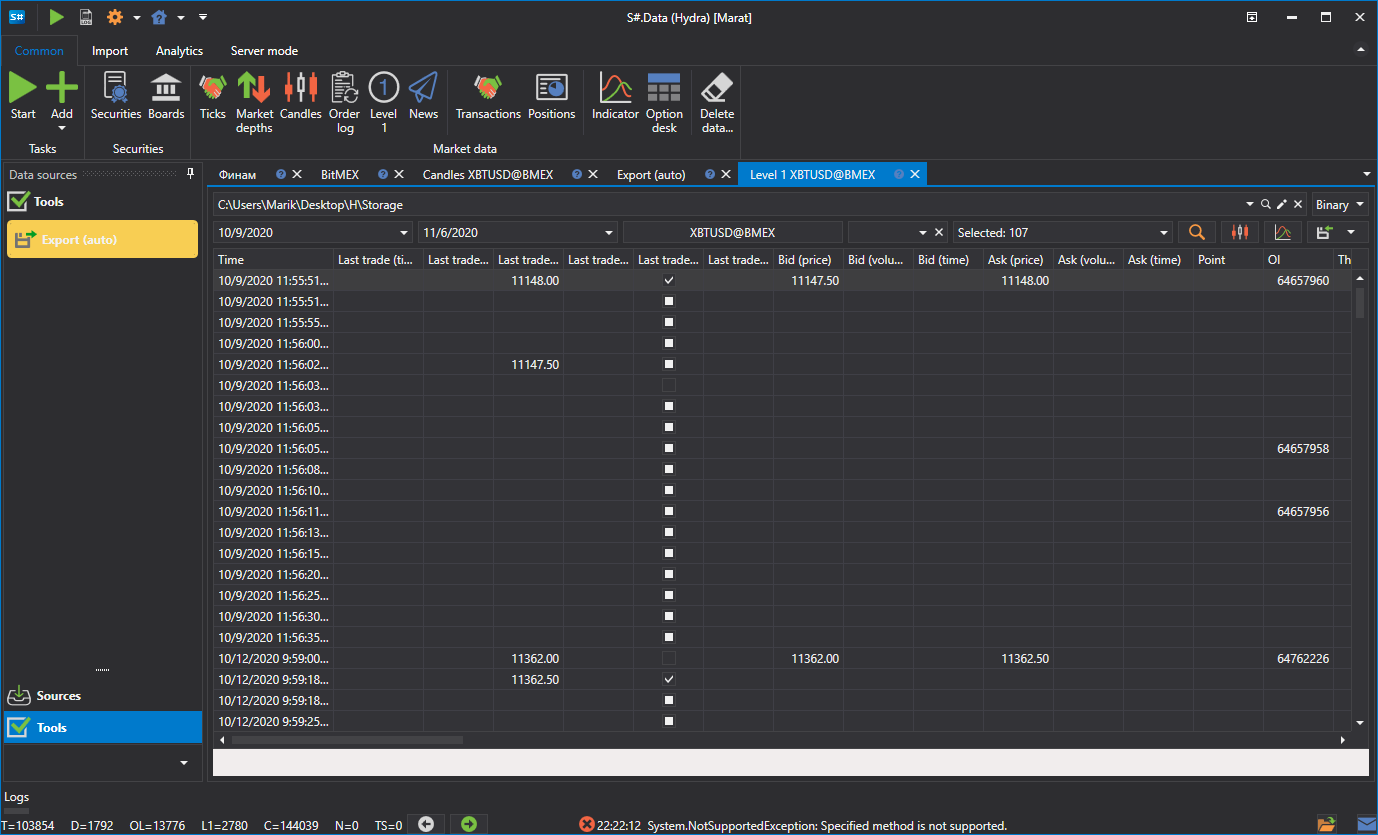 S# LOG S#.Data (Hydra) [Marat]
Common Import Analytics Server mode
Start Add Securities Boards Ticks Market depths Candles Order log Level 1 News Transactions Positions Indicator Option desk Delete data...
Tasks Securities Market data
Data sources Финам BitMEX Candles XBTUSD@BMEX Export (auto) Level 1 XBTUSD@BMEX
Tools C:\Users\Marik\Desktop\H\Storage Binary
Export (auto) 10/9/2020 11/6/2020 XBTUSD@BMEX Selected: 107
Time Last trade (ti... Last trade... Last trade... Last trade... Last trade... Last trade... Bid (price) Bid (volu... Bid (time) Ask (price) Ask (volu... Ask (time) Point OI Th
10/9/2020 11:55:51... 11148.00 11147.50 11148.00 64657960
10/9/2020 11:55:51...
10/9/2020 11:55:55...
10/9/2020 11:56:00...
10/9/2020 11:56:02... 11147.50
10/9/2020 11:56:03...
10/9/2020 11:56:03...
10/9/2020 11:56:05...
10/9/2020 11:56:05... 64657958
10/9/2020 11:56:08...
10/9/2020 11:56:10...
10/9/2020 11:56:11... 64657956
10/9/2020 11:56:13...
10/9/2020 11:56:15...
10/9/2020 11:56:20...
10/9/2020 11:56:25...
10/9/2020 11:56:30...
10/9/2020 11:56:35...
10/12/2020 9:59:00... 11362.00 11362.00 11362.50 64762226
10/12/2020 9:59:18... 11362.50
10/12/2020 9:59:18...
10/12/2020 9:59:25...
Sources
Tools
Logs
T=103854 D=1792 OL=13776 L1=2780 C=144039 N=0 TS=0 22:22:12 System.NotSupportedException: Specified method is not supported.